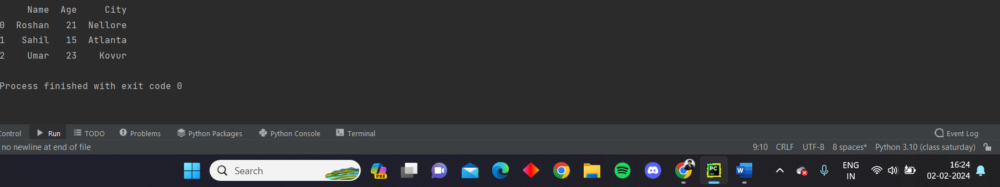 Name Age City
0 Roshan 21 Nellore
1 Sahil 15 Atlanta
2 Umar 23 Kovur
Process finished with exit code 0
Control Run TODO Problems Python Packages Python Console Terminal Event Log
no newline at end of file 9:10 CRLF UTF-8 8 spaces* Python 3.10 (class saturday)
Search PRE PC W ENG 16:24
IN 02-02-2024